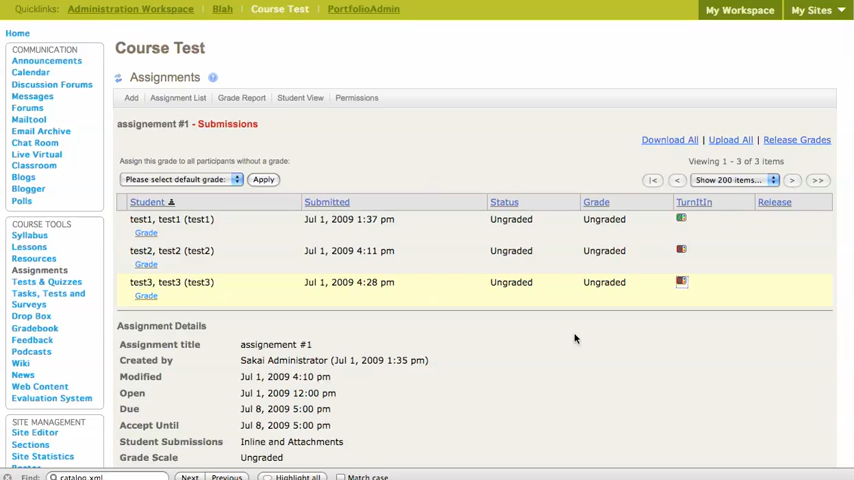 Quicklinks: Administration Workspace Blah Course Test PortfolioAdmin My Workspace My Sites
Home
COMMUNICATION
Announcements
Calendar
Discussion Forums
Messages
Forums
Mailtool
Email Archive
Chat Room
Live Virtual
Classroom
Blogs
Blogger
Polls
COURSE TOOLS
Syllabus
Lessons
Resources
Assignments
Tests & Quizzes
Tasks, Tests and
Surveys
Drop Box
Gradebook
Feedback
Podcasts
Wiki
News
Web Content
Evaluation System
SITE MANAGEMENT
Site Editor
Sections
Site Statistics
Course Test
Assignments
Add Assignment List Grade Report Student View Permissions
assignement #1 - Submissions
Download All | Upload All | Release Grades
Assign this grade to all participants without a grade:
Viewing 1 - 3 of 3 items
Please select default grade: Apply
|< < Show 200 items... > >>
Student Submitted Status Grade TurnItIn Release
test1, test1 (test1) Jul 1, 2009 1:37 pm Ungraded Ungraded
Grade
test2, test2 (test2) Jul 1, 2009 4:11 pm Ungraded Ungraded
Grade
test3, test3 (test3) Jul 1, 2009 4:28 pm Ungraded Ungraded
Grade
Assignment Details
Assignment title assignement #1
Created by Sakai Administrator (Jul 1, 2009 1:35 pm)
Modified Jul 1, 2009 4:10 pm
Open Jul 1, 2009 12:00 pm
Due Jul 8, 2009 5:00 pm
Accept Until Jul 8, 2009 5:00 pm
Student Submissions Inline and Attachments
Grade Scale Ungraded
Find: catalog.xml Next Previous Highlight all Match case